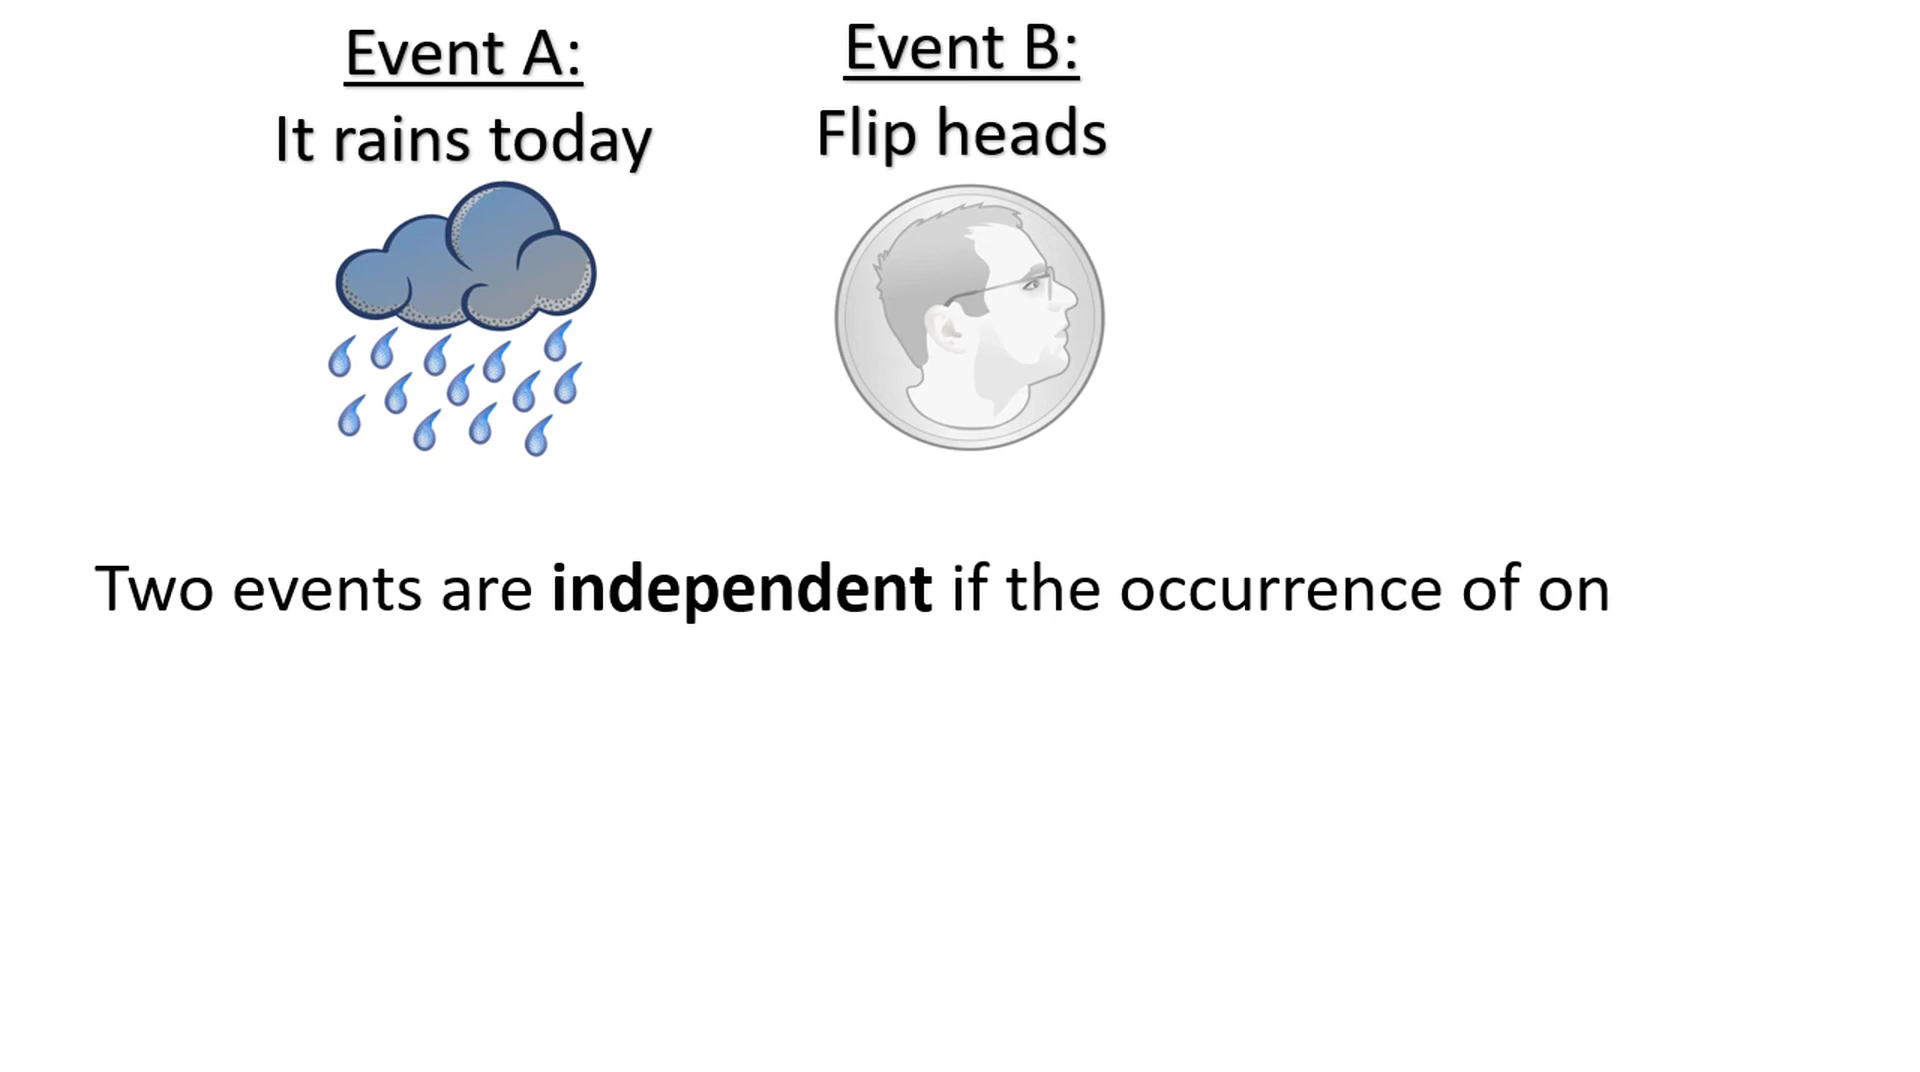 Event A:
It rains today
Event B:
Flip heads
Two events are independent if the occurrence of on